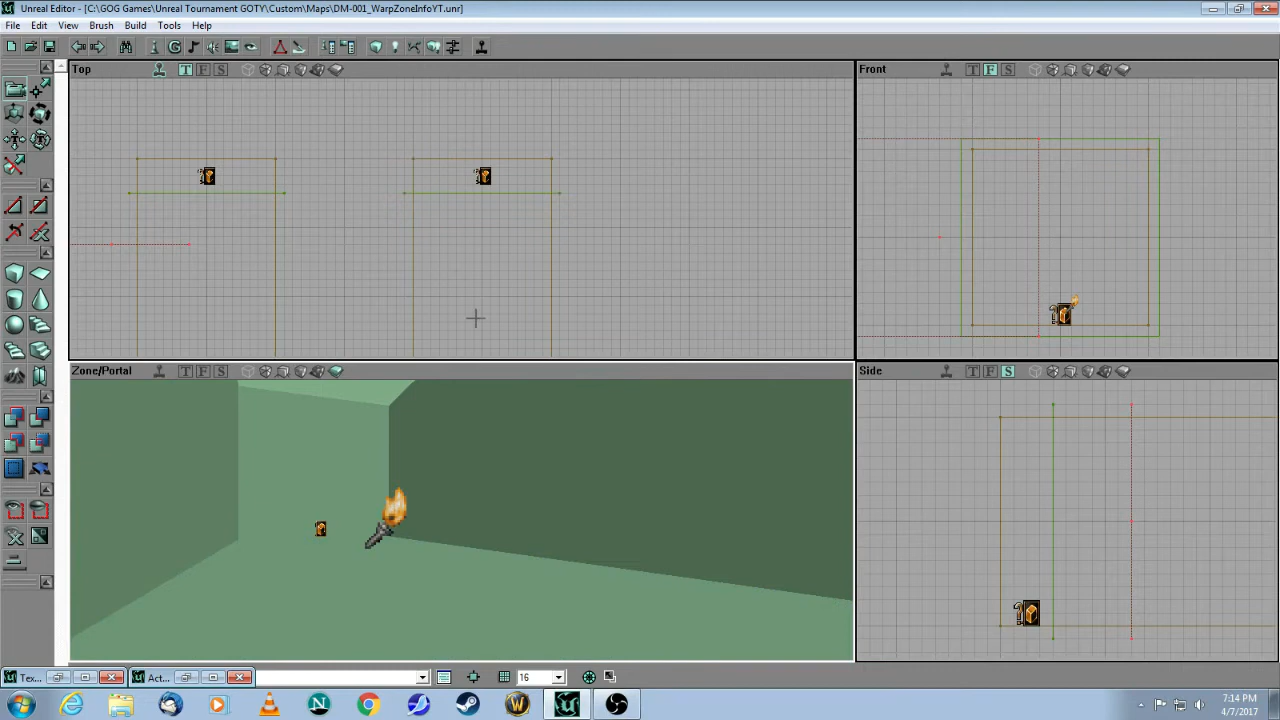 Unreal Editor - [C:\GOG Games\Unreal Tournament GOTY\Custom\Maps\DM-001_WarpZoneInfoYT.unr]
File Edit View Brush Build Tools Help
Top T F S
Front T F S
Zone/Portal T F S
Side T F S
Tex... Act... 16
7:14 PM
4/7/2017